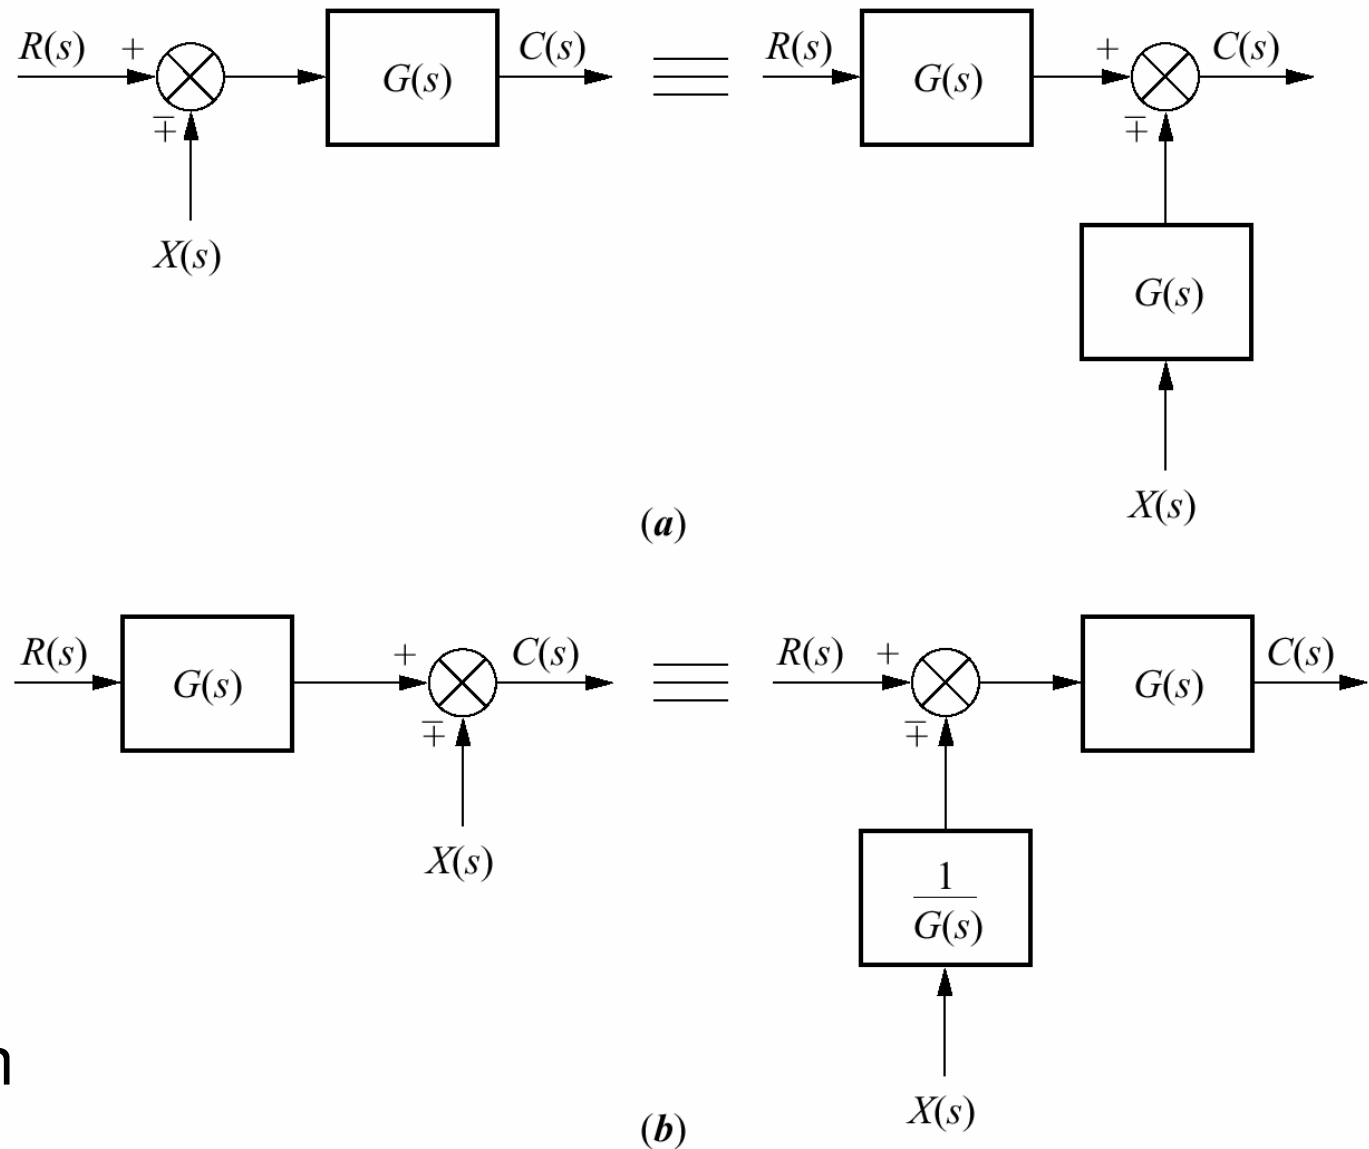 R(s) + G(s) C(s) R(s) G(s) + C(s)
∓ ∓
X(s) G(s)
X(s)
(a)
R(s) G(s) + C(s) R(s) + G(s) C(s)
∓ ∓
X(s) 1
G(s)
n
X(s)
(b)